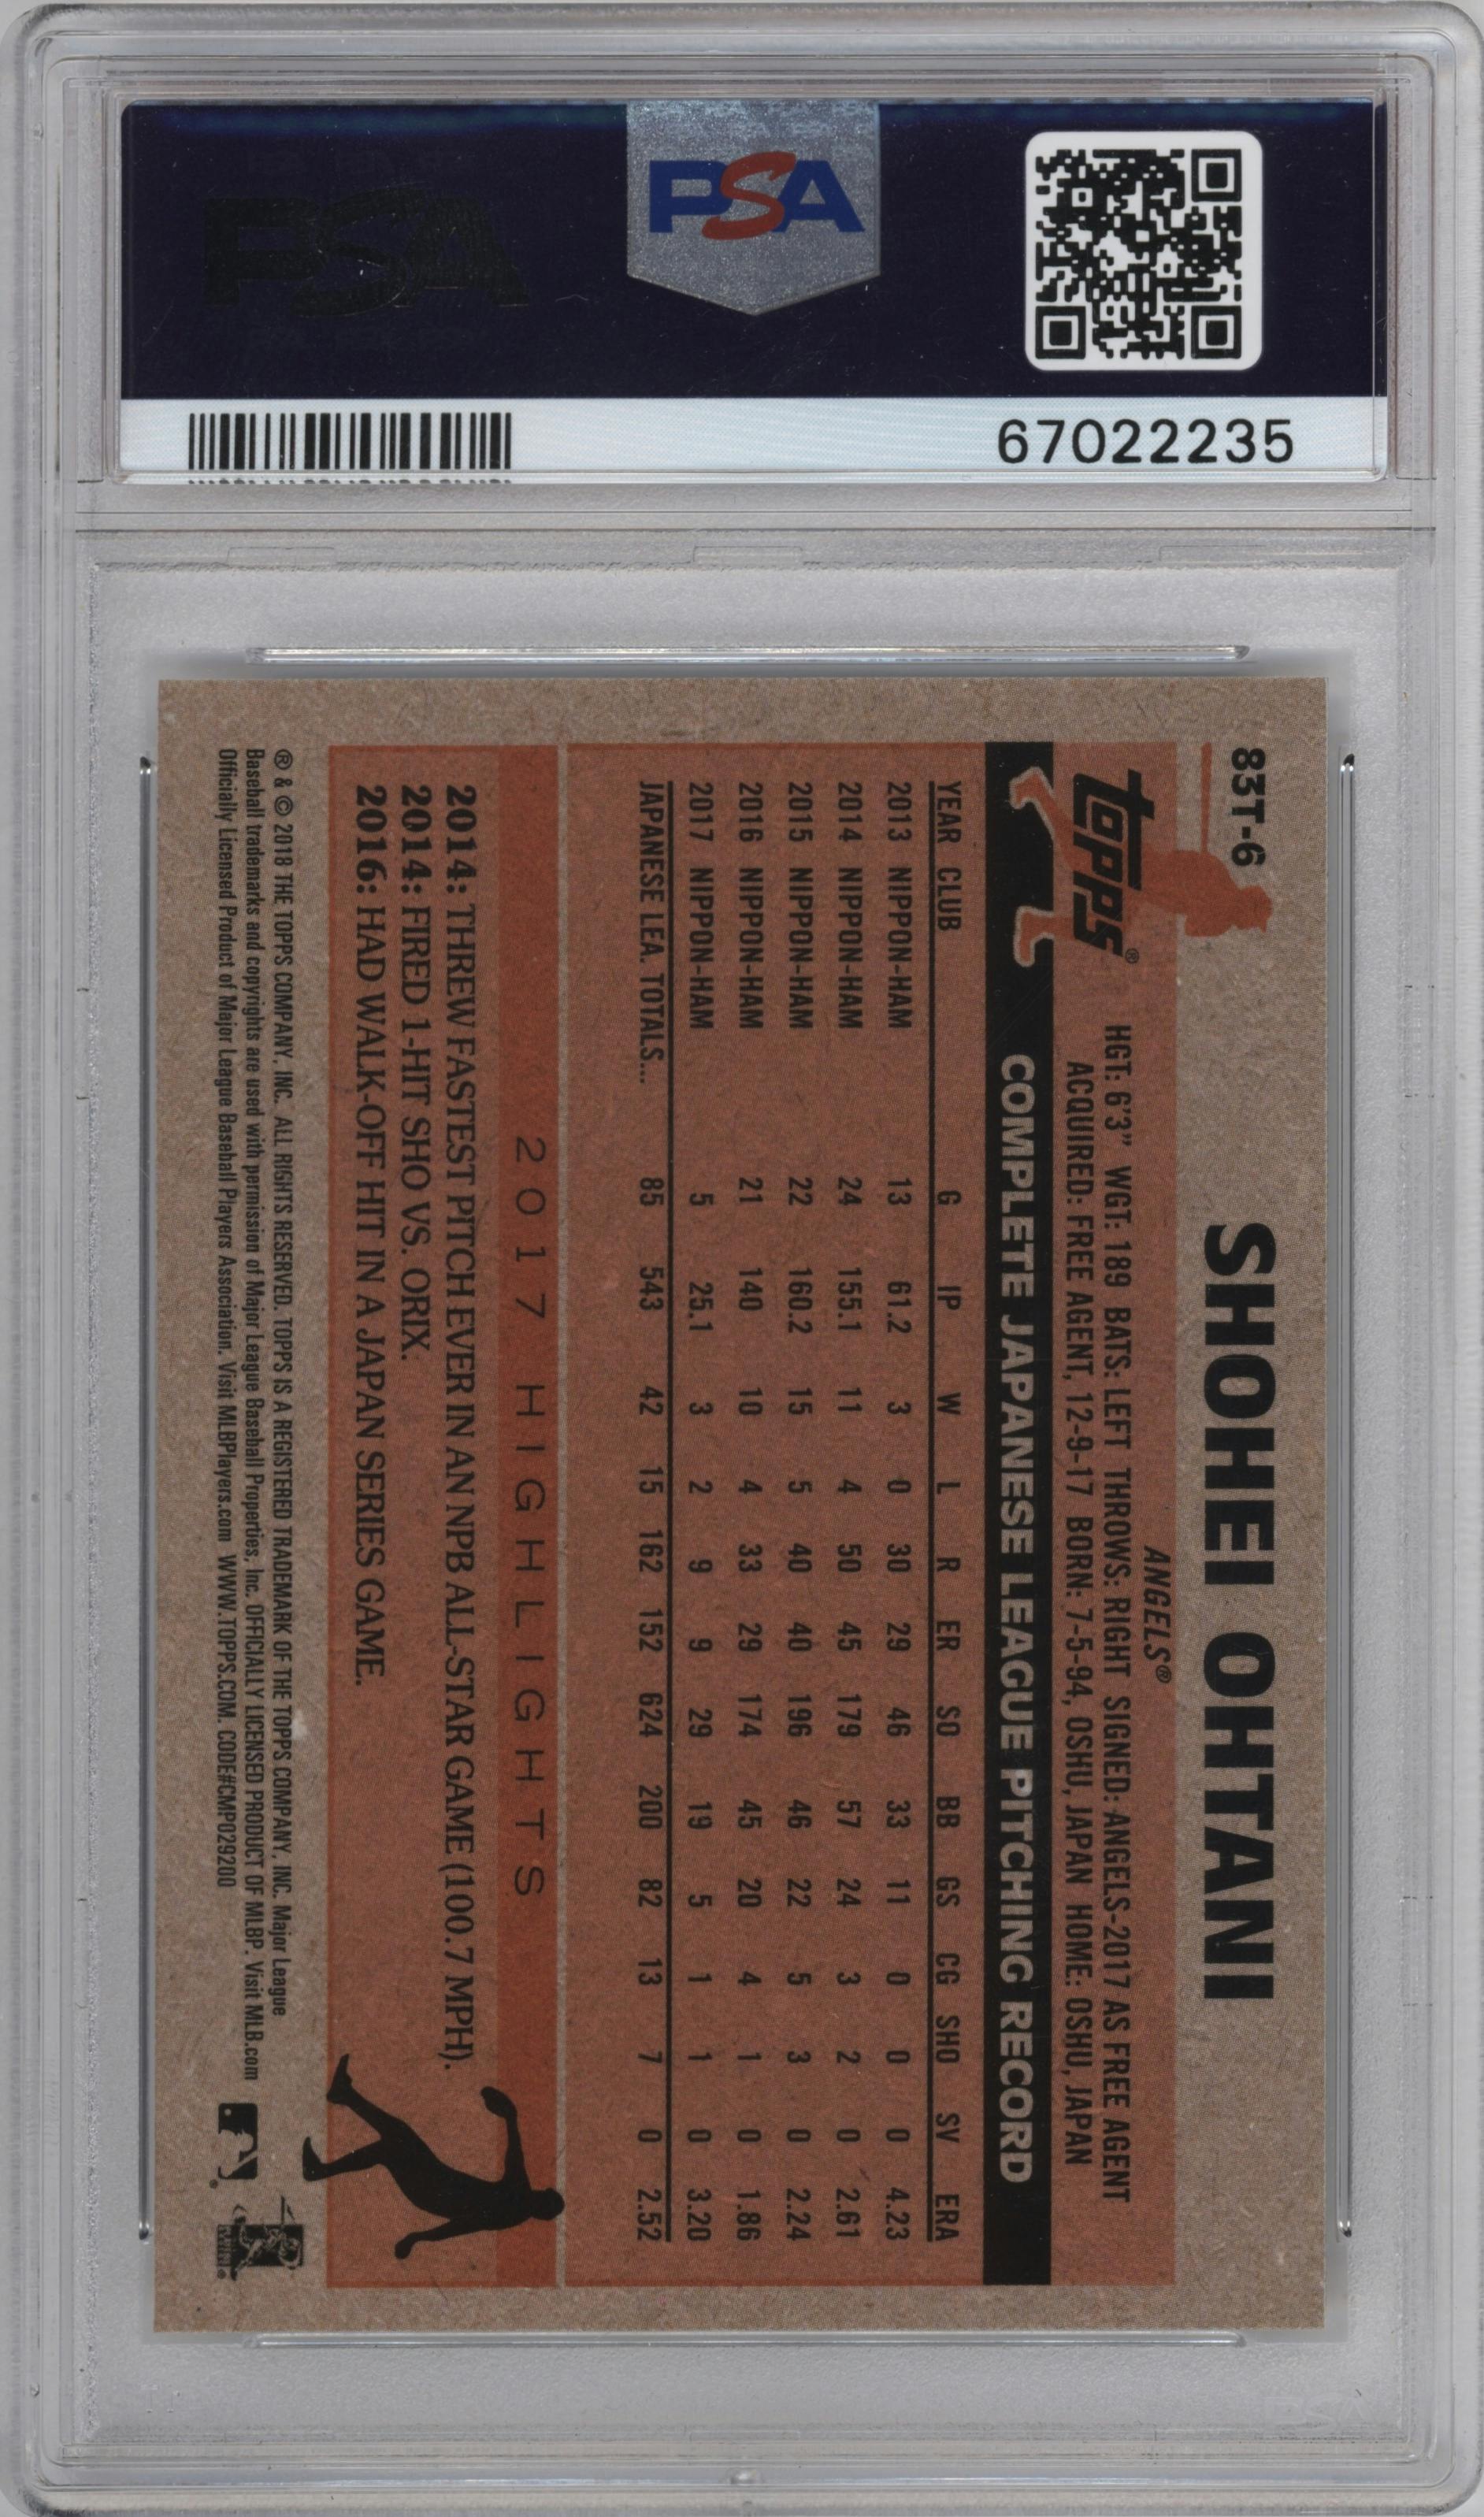 PSA
PSA
67022235
83T-6
SHOHEI OHTANI
ANGELS®
topps®
HGT: 6'3" WGT: 189 BATS: LEFT THROWS: RIGHT SIGNED: ANGELS-2017 AS FREE AGENT
ACQUIRED: FREE AGENT, 12-9-17 BORN: 7-5-94, OSHU, JAPAN HOME: OSHU, JAPAN
COMPLETE JAPANESE LEAGUE PITCHING RECORD
YEAR CLUB G IP W L R ER SO BB GS CG SHO SV ERA
2013 NIPPON-HAM 13 61.2 3 0 30 29 46 33 11 0 0 0 4.23
2014 NIPPON-HAM 24 155.1 11 4 50 45 179 57 24 3 2 0 2.61
2015 NIPPON-HAM 22 160.2 15 5 40 40 196 46 22 5 3 0 2.24
2016 NIPPON-HAM 21 140 10 4 33 29 174 45 20 4 1 0 1.86
2017 NIPPON-HAM 5 25.1 3 2 9 9 29 19 5 1 1 0 3.20
JAPANESE LEA. TOTALS... 85 543 42 15 162 152 624 200 82 13 7 0 2.52
2017 HIGHLIGHTS
2014: THREW FASTEST PITCH EVER IN AN NPB ALL-STAR GAME (100.7 MPH).
2014: FIRED 1-HIT SHO VS. ORIX.
2016: HAD WALK-OFF HIT IN A JAPAN SERIES GAME.
® & © 2018 THE TOPPS COMPANY, INC. ALL RIGHTS RESERVED. TOPPS IS A REGISTERED TRADEMARK OF THE TOPPS COMPANY, INC. Major League
Baseball trademarks and copyrights are used with permission of Major League Baseball Properties, Inc. OFFICIALLY LICENSED PRODUCT OF MLBP. Visit MLB.com
Officially Licensed Product of Major League Baseball Players Association. Visit MLBPlayers.com WWW.TOPPS.COM. CODE#CMP029200